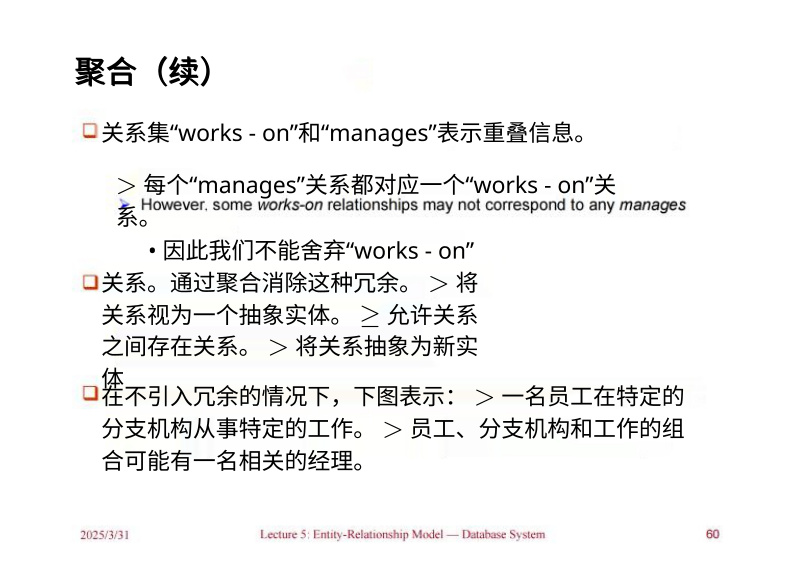 聚合（续）
关系集“works - on”和“manages”表示重叠信息。
> 每个“manages”关系都对应一个“works - on”关
系。
However, some works-on relationships may not correspond to any manages
• 因此我们不能舍弃“works - on”
关系。通过聚合消除这种冗余。 > 将
关系视为一个抽象实体。 ≥ 允许关系
之间存在关系。 > 将关系抽象为新实
体
在不引入冗余的情况下，下图表示： > 一名员工在特定的
分支机构从事特定的工作。 > 员工、分支机构和工作的组
合可能有一名相关的经理。
2025/3/31 Lecture 5: Entity-Relationship Model — Database System 60